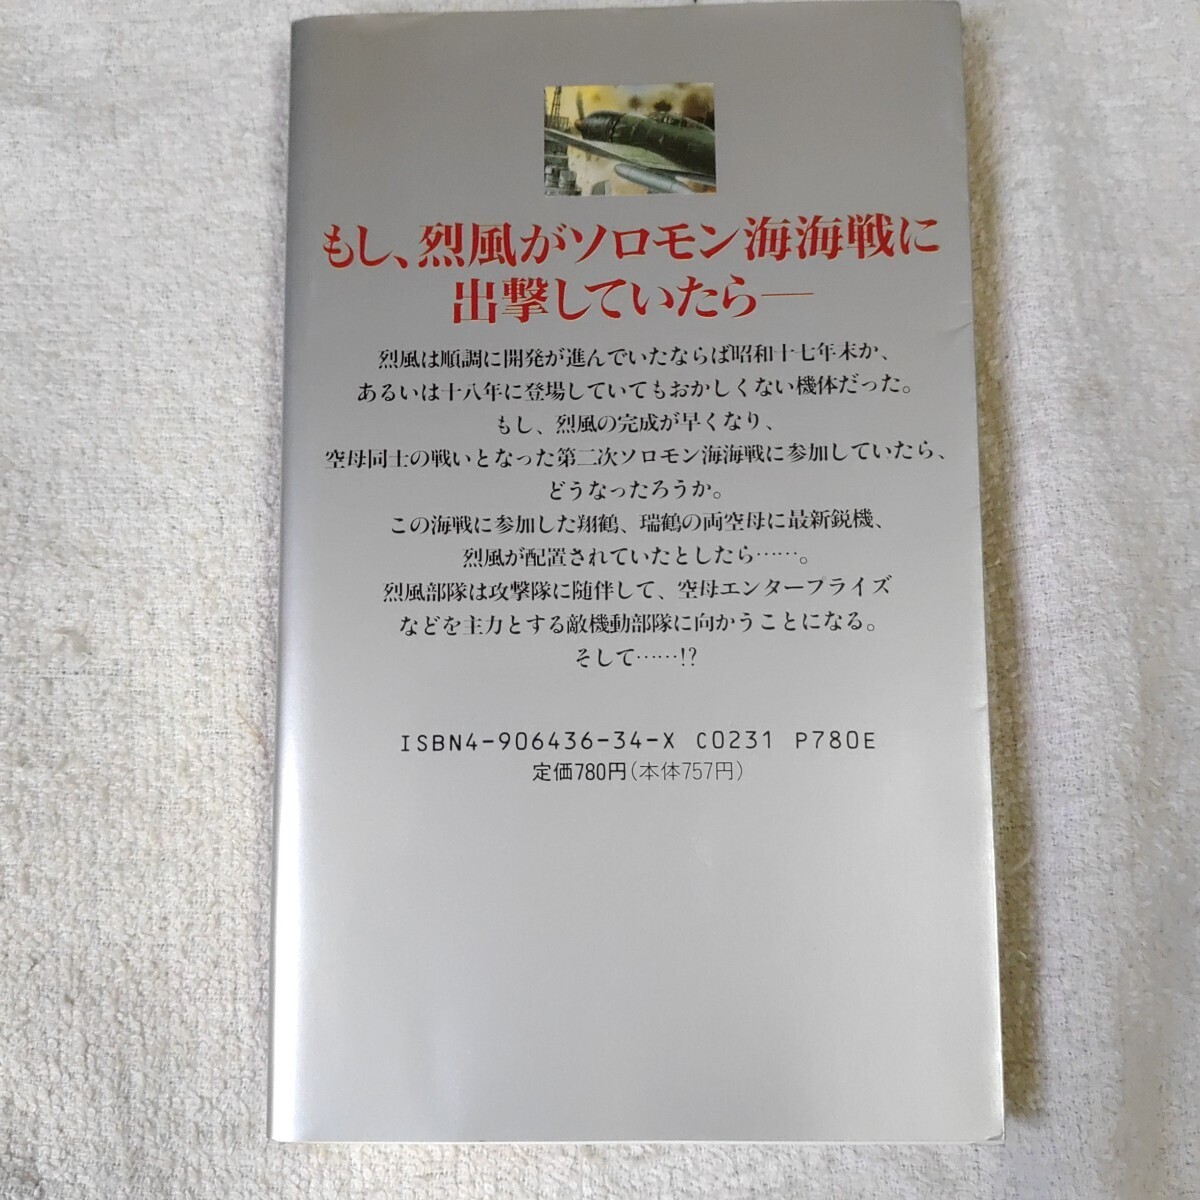 もし、烈風がソロモン海海戦に
出撃していたら―
烈風は順調に開発が進んでいたならば昭和十七年末か、
あるいは十八年に登場していてもおかしくない機体だった。
もし、烈風の完成が早くなり、
空母同士の戦いとなった第二次ソロモン海海戦に参加していたら、
どうなったろうか。
この海戦に参加した翔鶴、瑞鶴の両空母に最新鋭機、
烈風が配置されていたとしたら……。
烈風部隊は攻撃隊に随伴して、空母エンタープライズ
などを主力とする敵機動部隊に向かうことになる。
そして……!?
ISBN4-906436-34-X C0231 P780E
定価780円(本体757円)